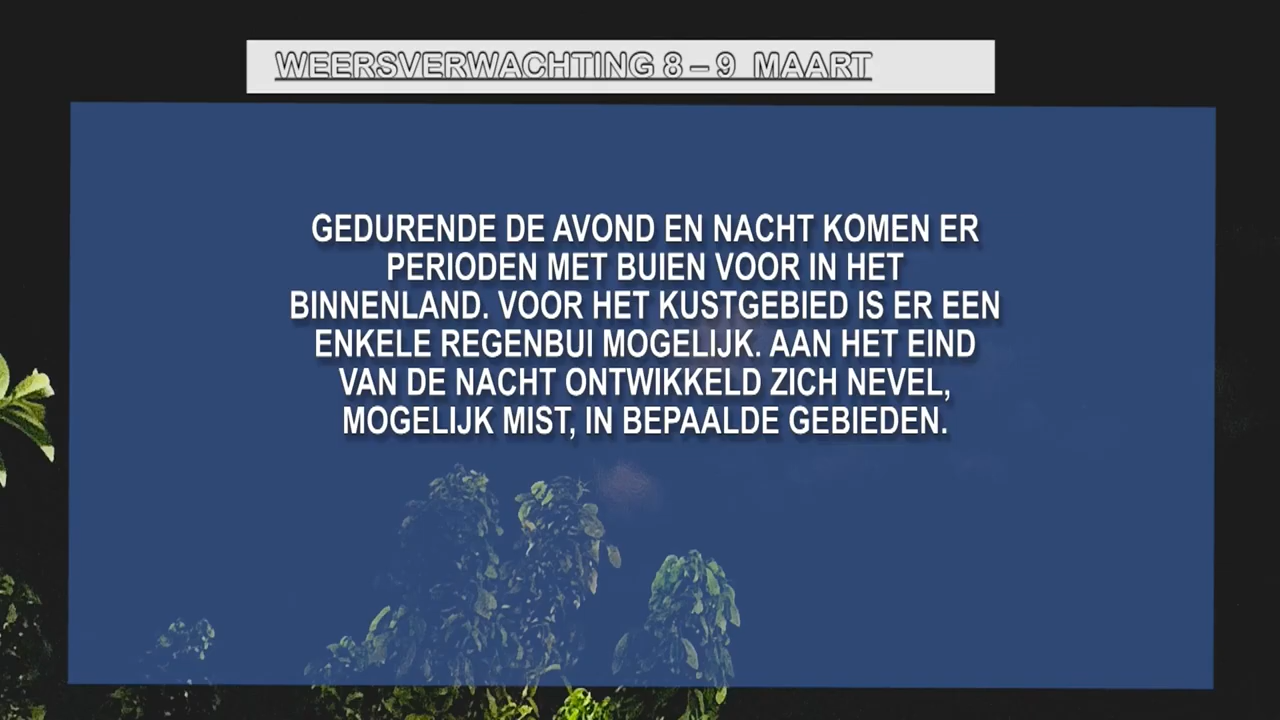 WEERSVERWACHTING 8 – 9 MAART
GEDURENDE DE AVOND EN NACHT KOMEN ER
PERIODEN MET BUIEN VOOR IN HET
BINNENLAND. VOOR HET KUSTGEBIED IS ER EEN
ENKELE REGENBUI MOGELIJK. AAN HET EIND
VAN DE NACHT ONTWIKKELD ZICH NEVEL,
MOGELIJK MIST, IN BEPAALDE GEBIEDEN.